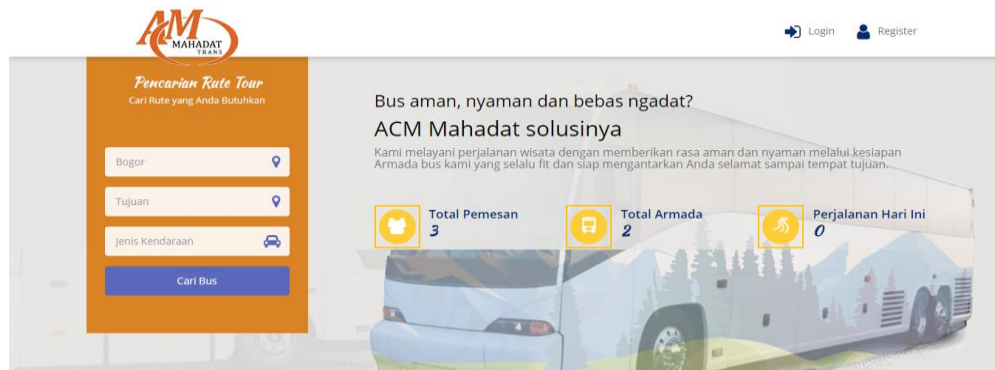 ACM
MAHADAT
TRANS
Login
Register
Pencarian Rute Tour
Cari Rute yang Anda Butuhkan
Bogor
Tujuan
Jenis Kendaraan
Cari Bus
Bus aman, nyaman dan bebas ngadat?
ACM Mahadat solusinya
Kami melayani perjalanan wisata dengan memberikan rasa aman dan nyaman melalui kesiapan
Armada bus kami yang selalu fit dan siap mengantarkan Anda selamat sampai tempat tujuan.
Total Pemesan
3
Total Armada
2
Perjalanan Hari Ini
0